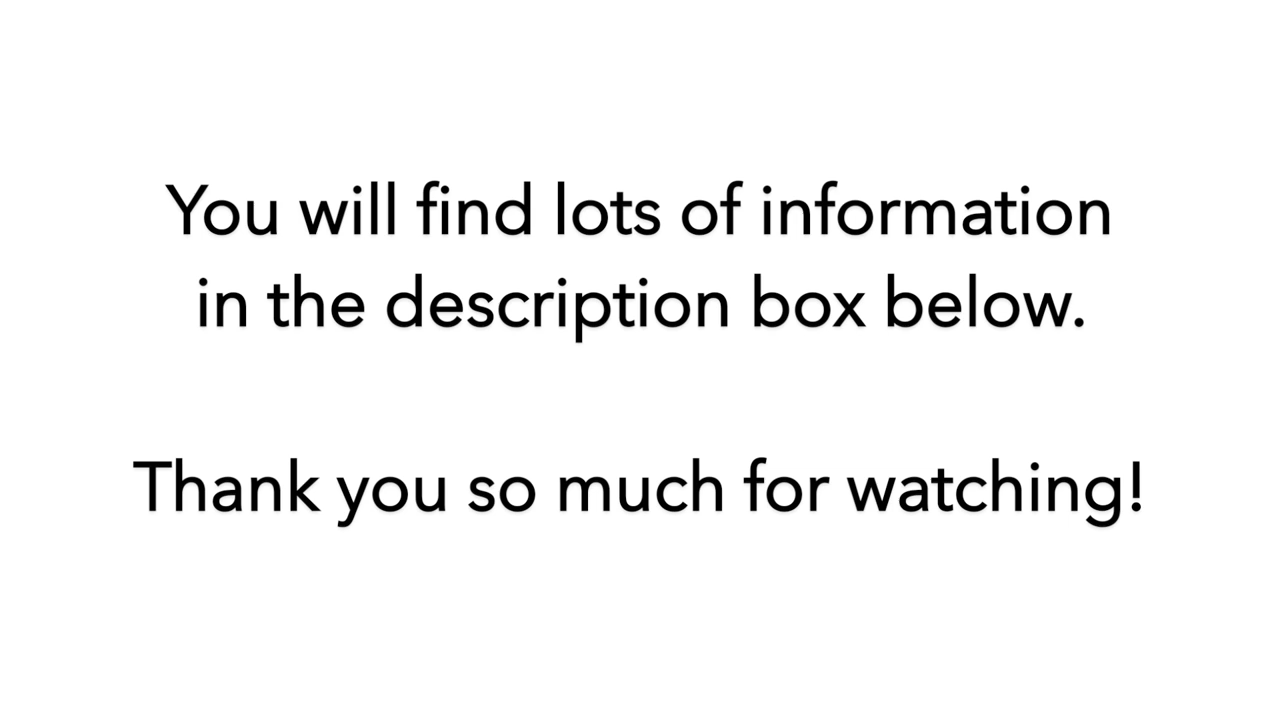 You will find lots of information
in the description box below.
Thank you so much for watching!